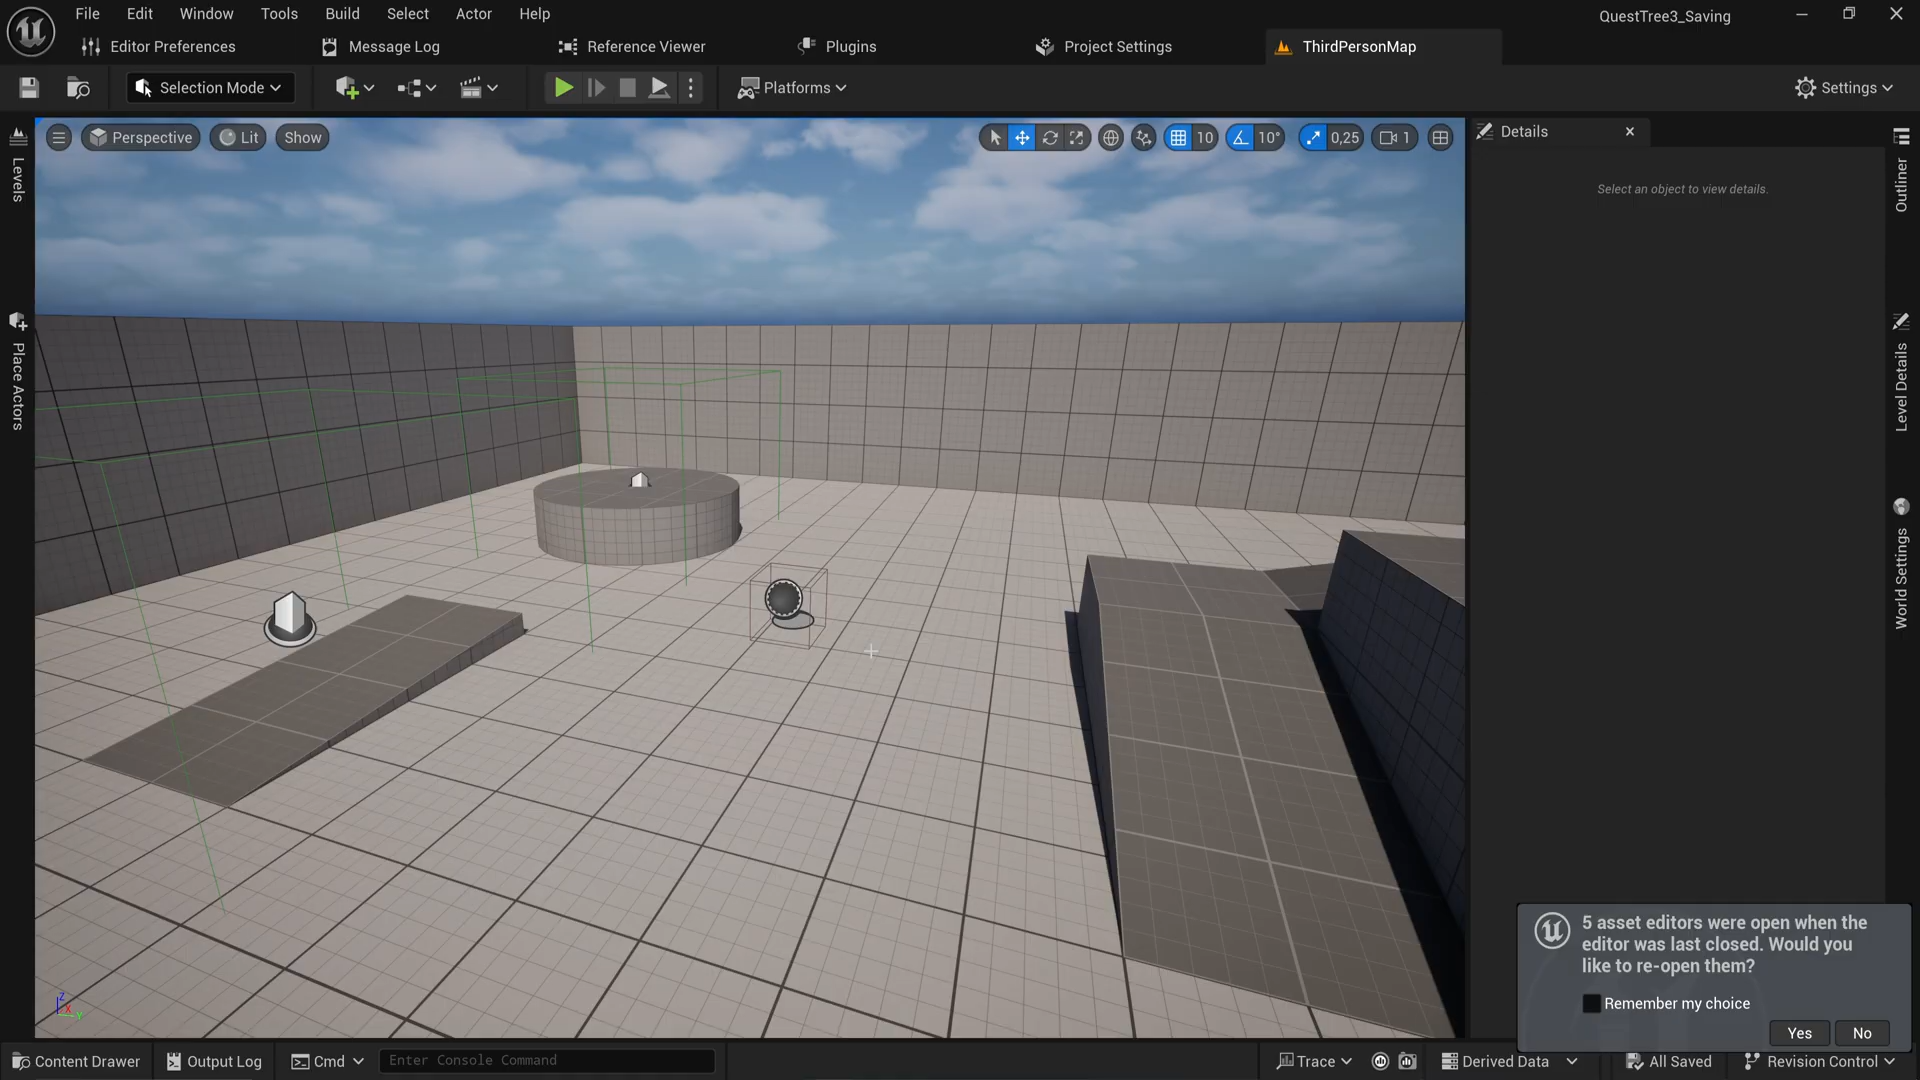 File Edit Window Tools Build Select Actor Help
QuestTree3_Saving
Editor Preferences
Message Log
Reference Viewer
Plugins
Project Settings
ThirdPersonMap
Selection Mode
Platforms
Settings
Perspective
Lit
Show
10
10°
0,25
1
Details
Select an object to view details.
Levels
Place Actors
Outliner
Level Details
World Settings
5 asset editors were open when the
editor was last closed. Would you
like to re-open them?
Remember my choice
Yes
No
Z
X
Y
Content Drawer
Output Log
Cmd
Enter Console Command
Trace
Derived Data
All Saved
Revision Control